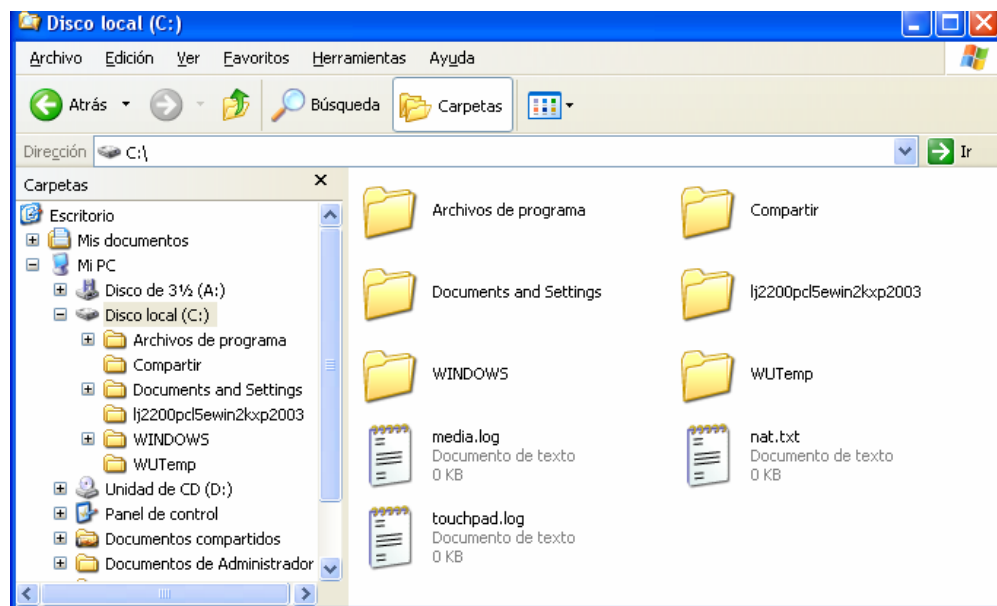 Disco local (C:)
Archivo Edición Ver Favoritos Herramientas Ayuda
Atrás Búsqueda Carpetas
Dirección C:\ Ir
Carpetas
Escritorio
Mis documentos
Mi PC
Disco de 3½ (A:)
Disco local (C:)
Archivos de programa
Compartir
Documents and Settings
lj2200pcl5ewin2kxp2003
WINDOWS
WUTemp
Unidad de CD (D:)
Panel de control
Documentos compartidos
Documentos de Administrador
Archivos de programa
Compartir
Documents and Settings
lj2200pcl5ewin2kxp2003
WINDOWS
WUTemp
media.log
Documento de texto
0 KB
nat.txt
Documento de texto
0 KB
touchpad.log
Documento de texto
0 KB